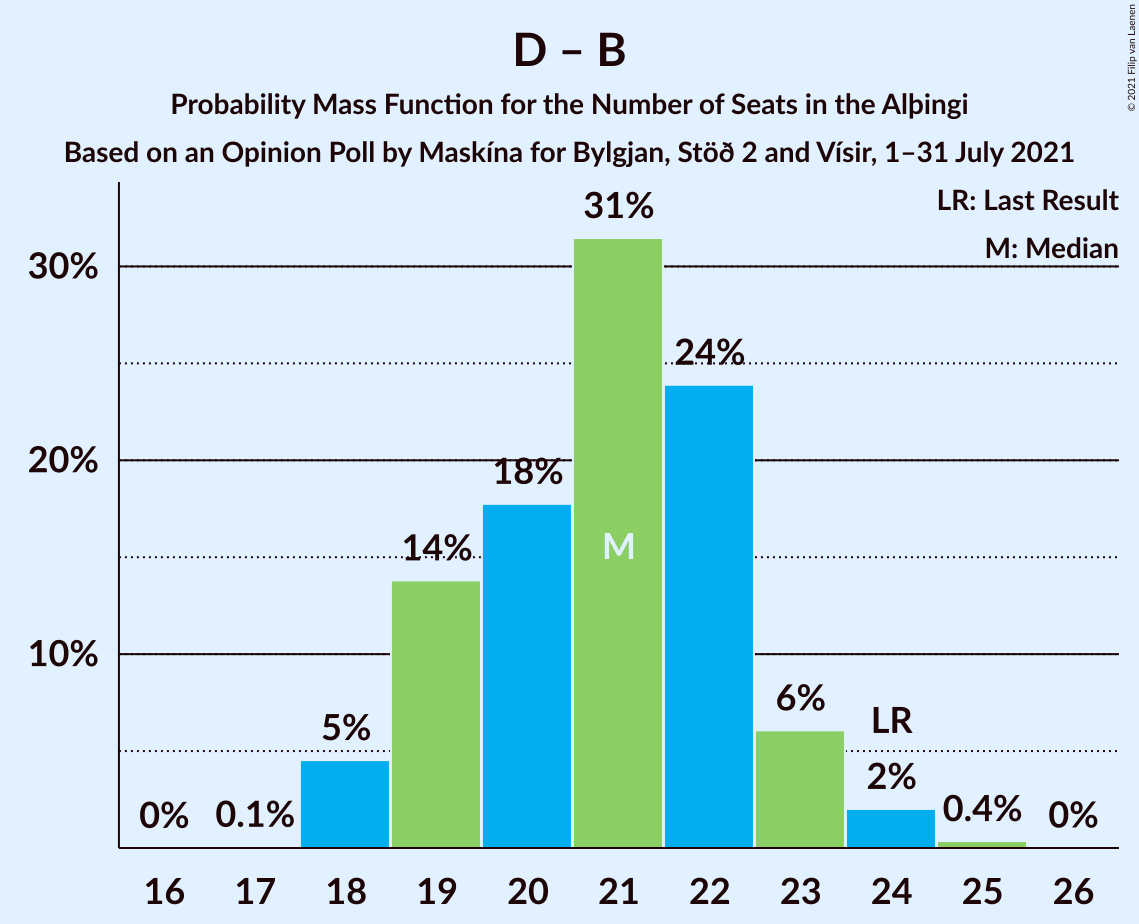 D – B
Probability Mass Function for the Number of Seats in the Alþingi
Based on an Opinion Poll by Maskína for Bylgjan, Stöð 2 and Vísir, 1–31 July 2021
© 2021 Filip van Laenen
LR: Last Result
M: Median
30%
20%
10%
0%
0.1%
5%
14%
18%
31%
M
24%
6%
LR
2%
0.4%
0%
16 17 18 19 20 21 22 23 24 25 26